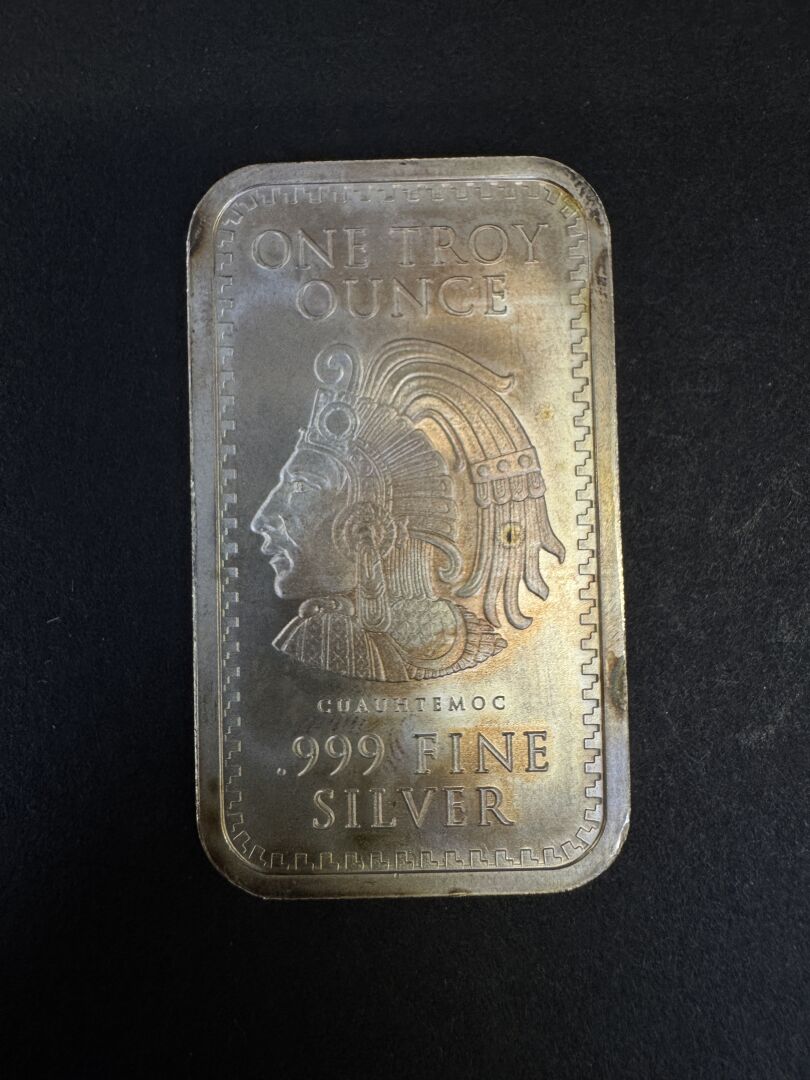 ONE TROY
OUNCE
CUAUHTEMOC
.999 FINE
SILVER